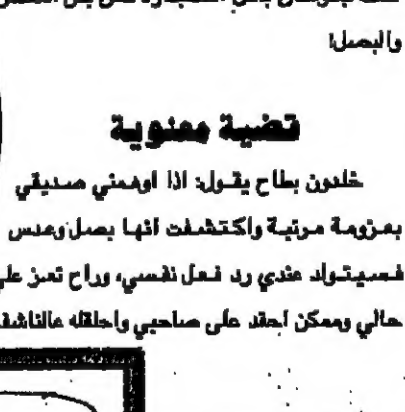 والبصل!
قضية معنوية
خلدون بطاح يقول: اذا اوهمني صديقي
بعزومة مرتبة واكتشفت انها بصل وعدس
فسيتولد عندي رد فعل نفسي، وراح تعز علي
حالي وممكن احقد على صاحبي واحلقله عالناشف